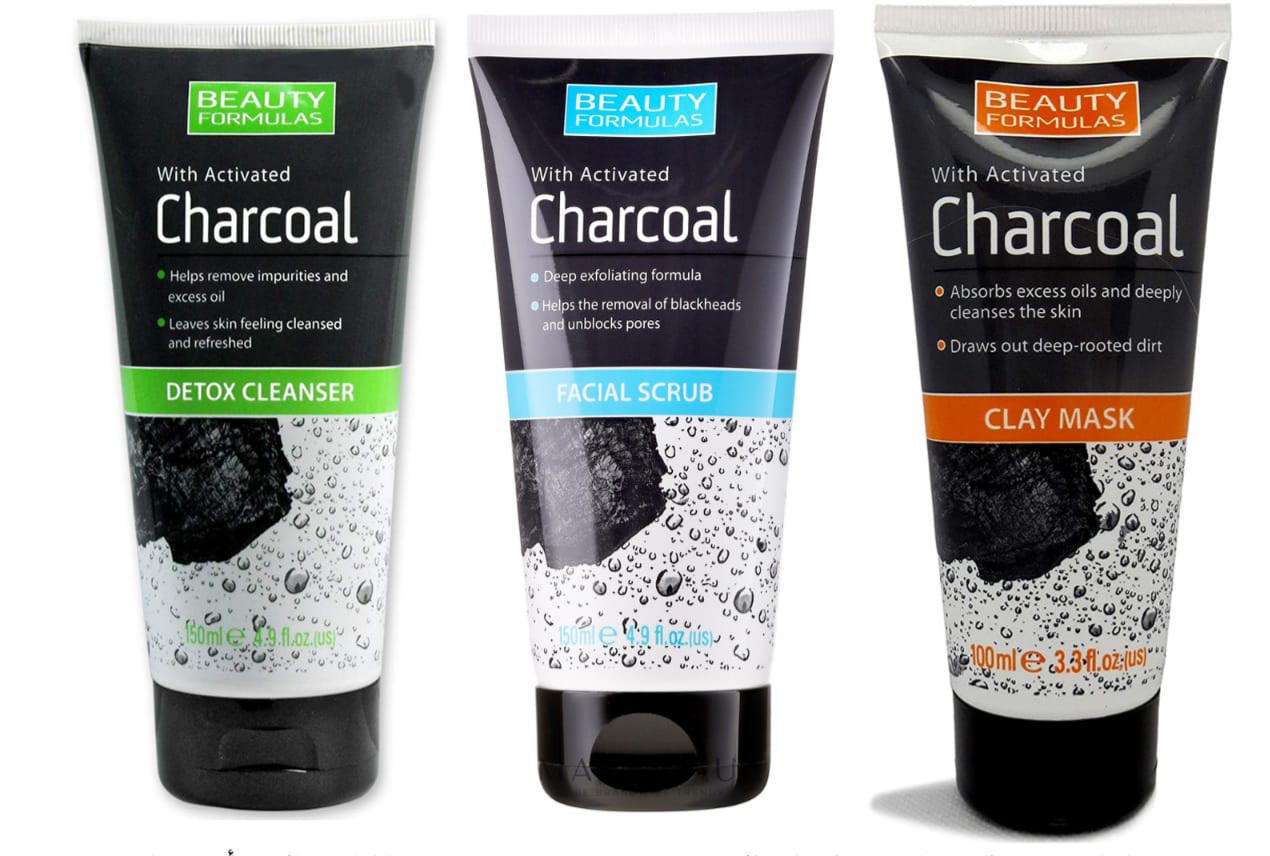 BEAUTY
FORMULAS
With Activated
Charcoal
Helps remove impurities and
excess oil
Leaves skin feeling cleansed
and refreshed
DETOX CLEANSER
150ml e 4.9 fl.oz.(us)
BEAUTY
FORMULAS
With Activated
Charcoal
Deep exfoliating formula
Helps the removal of blackheads
and unblocks pores
FACIAL SCRUB
150ml e 4.9 fl.oz.(us)
BEAUTY
FORMULAS
With Activated
Charcoal
Absorbs excess oils and deeply
cleanses the skin
Draws out deep-rooted dirt
CLAY MASK
100ml e 3.3 fl.oz.(us)